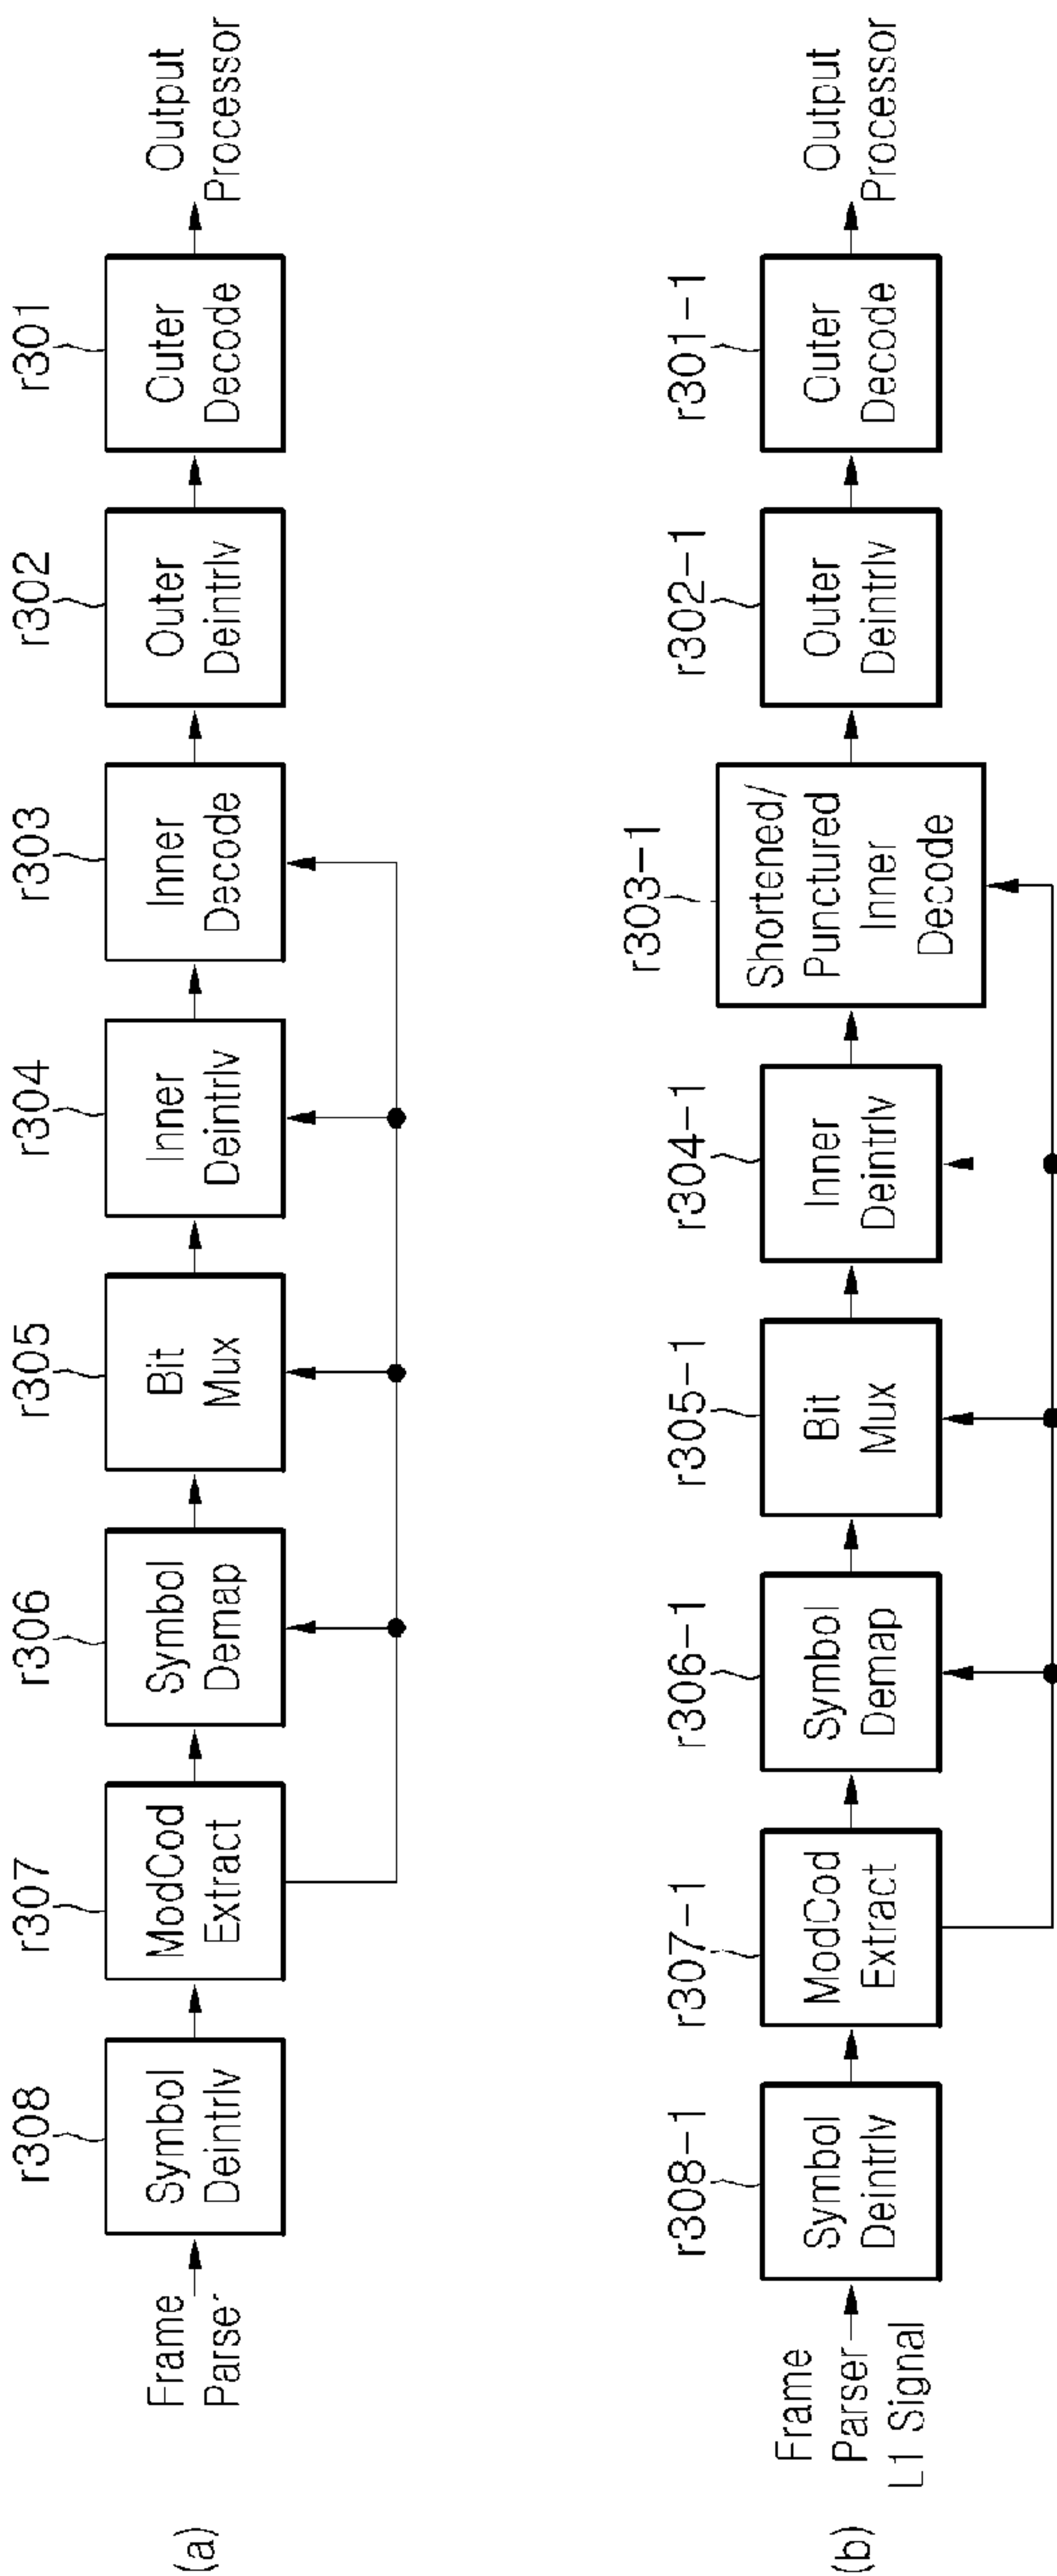 (a)
Frame
Parser
r308
Symbol
Deintrlv
r307
ModCod
Extract
r306
Symbol
Demap
r305
Bit
Mux
r304
Inner
Deintrlv
r303
Inner
Decode
r302
Outer
Deintrlv
r301
Outer
Decode
Output
Processor
(b)
Frame
Parser
L1 Signal
r308-1
Symbol
Deintrlv
r307-1
ModCod
Extract
r306-1
Symbol
Demap
r305-1
Bit
Mux
r304-1
Inner
Deintrlv
r303-1
Shortened/
Punctured
Inner
Decode
r302-1
Outer
Deintrlv
r301-1
Outer
Decode
Output
Processor